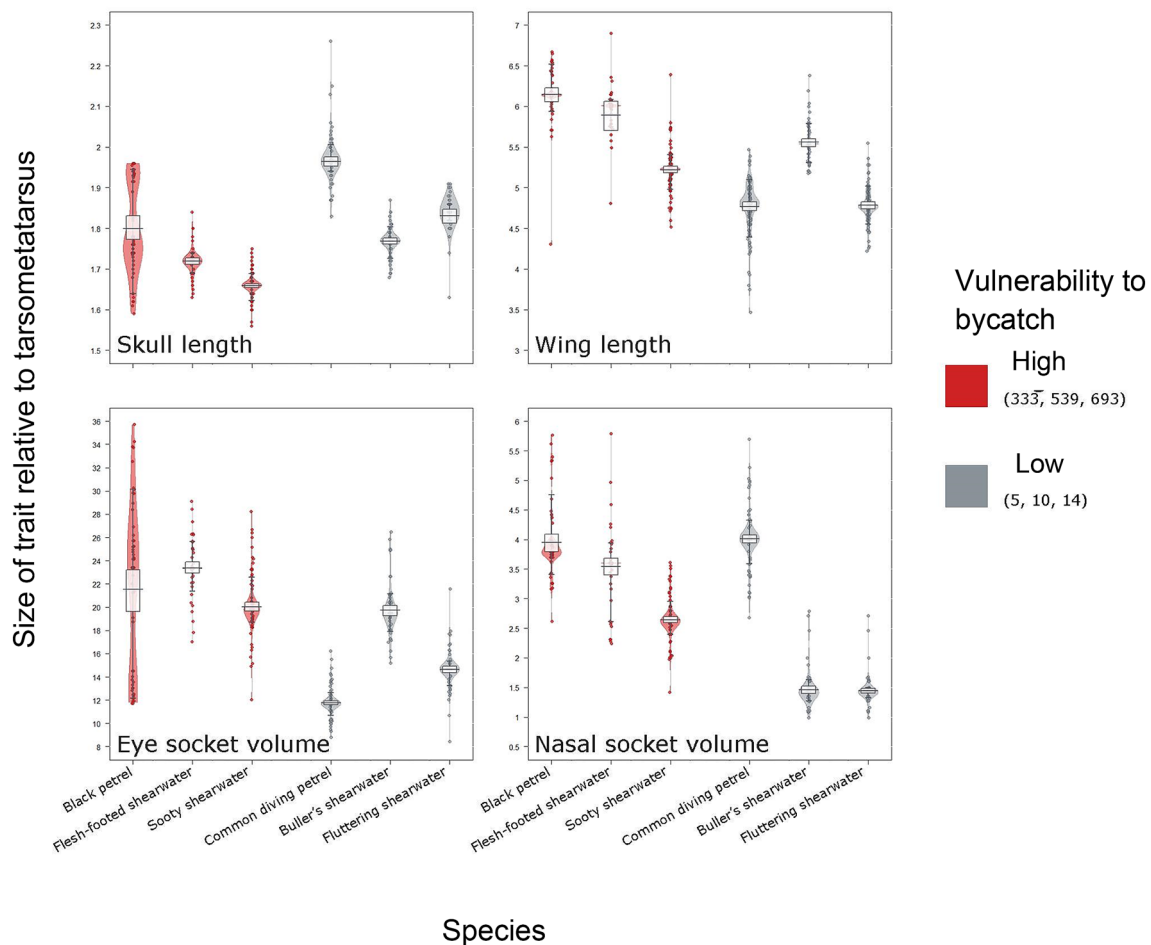 Size of trait relative to tarsometatarsus
2.3
2.2
2.1
2
1.9
1.8
1.7
1.6
1.5
Skull length
7
6.5
6
5.5
5
4.5
4
3.5
3
Wing length
36
34
32
30
28
26
24
22
20
18
16
14
12
10
8
Eye socket volume
6
5.5
5
4.5
4
3.5
3
2.5
2
1.5
1
0.5
Nasal socket volume
Black petrel
Flesh-footed shearwater
Sooty shearwater
Common diving petrel
Buller's shearwater
Fluttering shearwater
Black petrel
Flesh-footed shearwater
Sooty shearwater
Common diving petrel
Buller's shearwater
Fluttering shearwater
Species
Vulnerability to
bycatch
High
(333, 539, 693)
Low
(5, 10, 14)